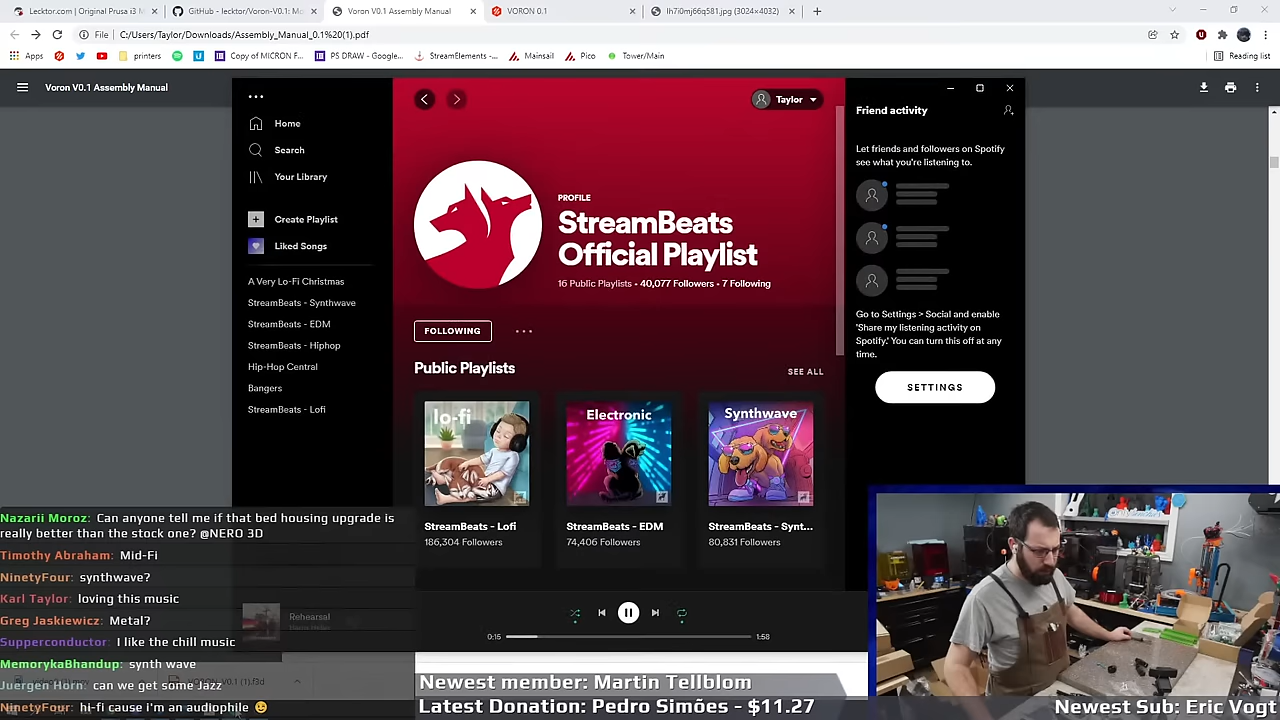 Lecktor.com | Original Prusa i3 M
GitHub - lecktor/Voron-V0.1: Mo
Voron V0.1 Assembly Manual
VORON 0.1
lh7i0mj66q581.jpg (3024×4032)
File
C:/Users/Taylor/Downloads/Assembly_Manual_0.1%20(1).pdf
Apps
printers
Copy of MICRON F...
PS DRAW - Google...
StreamElements -...
Mainsail
Pico
Tower/Main
Reading list
Voron V0.1 Assembly Manual
Home
Search
Your Library
Create Playlist
Liked Songs
A Very Lo-Fi Christmas
StreamBeats - Synthwave
StreamBeats - EDM
StreamBeats - Hiphop
Hip-Hop Central
Bangers
StreamBeats - Lofi
Taylor
PROFILE
StreamBeats
Official Playlist
16 Public Playlists • 40,077 Followers • 7 Following
FOLLOWING
Public Playlists
SEE ALL
lo-fi
Electronic
Synthwave
StreamBeats - Lofi
186,304 Followers
StreamBeats - EDM
74,406 Followers
StreamBeats - Synt...
80,831 Followers
Friend activity
Let friends and followers on Spotify
see what you're listening to.
Go to Settings > Social and enable
'Share my listening activity on
Spotify.' You can turn this off at any
time.
SETTINGS
Rehearsal
0:15
1:58
Nazarii Moroz: Can anyone tell me if that bed housing upgrade is
really better than the stock one? @NERO 3D
Timothy Abraham: Mid-Fi
NinetyFour: synthwave?
Karl Taylor: loving this music
Greg Jaskiewicz: Metal?
Supperconductor: I like the chill music
MemorykaBhandup: synth wave
Juergen Horn: can we get some Jazz
NinetyFour: hi-fi cause i'm an audiophile 😉
VORON_V0.1 (1).f3d
Newest member: Martin Tellblom
Latest Donation: Pedro Simões - $11.27
Newest Sub: Eric Vogt